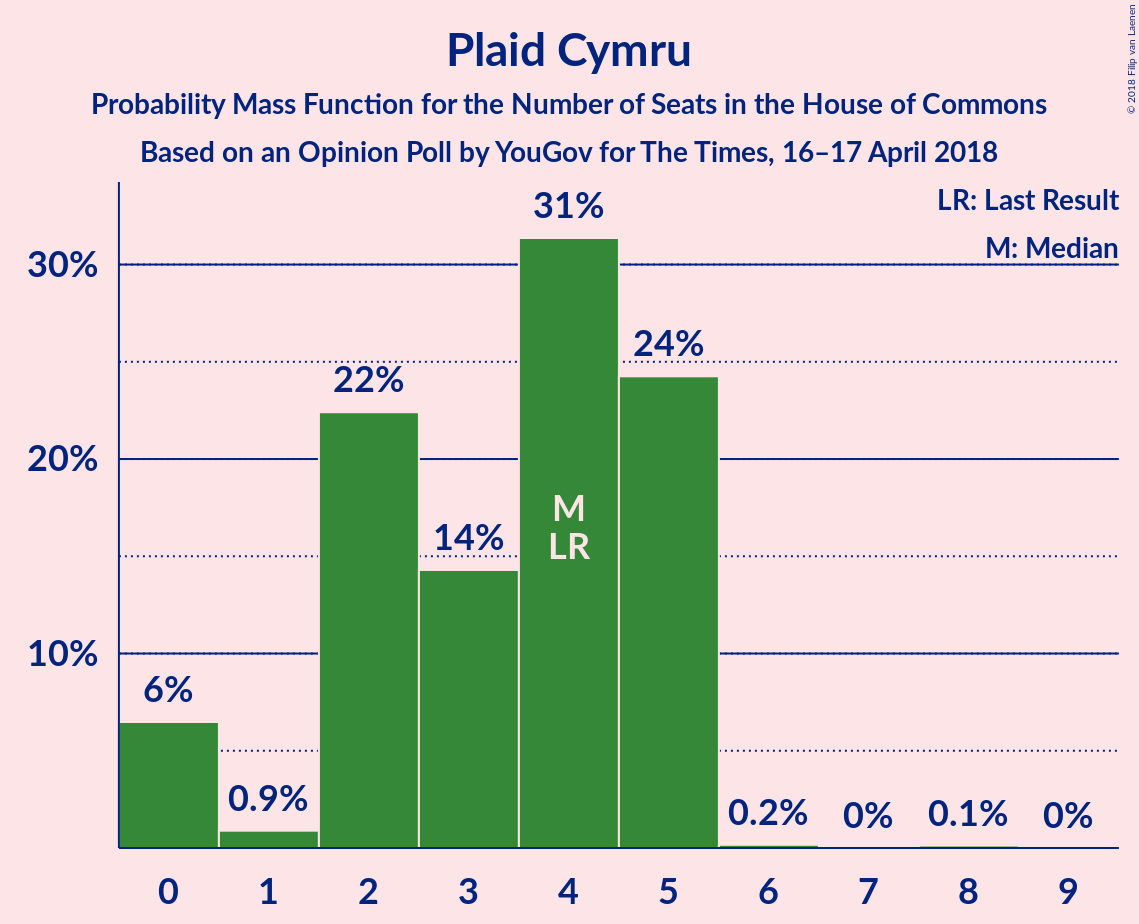 Plaid Cymru
Probability Mass Function for the Number of Seats in the House of Commons
Based on an Opinion Poll by YouGov for The Times, 16–17 April 2018
© 2018 Filip van Laenen
LR: Last Result
M: Median
30%
20%
10%
6%
0.9%
22%
14%
31%
24%
0.2%
0%
0.1%
0%
M
LR
0 1 2 3 4 5 6 7 8 9